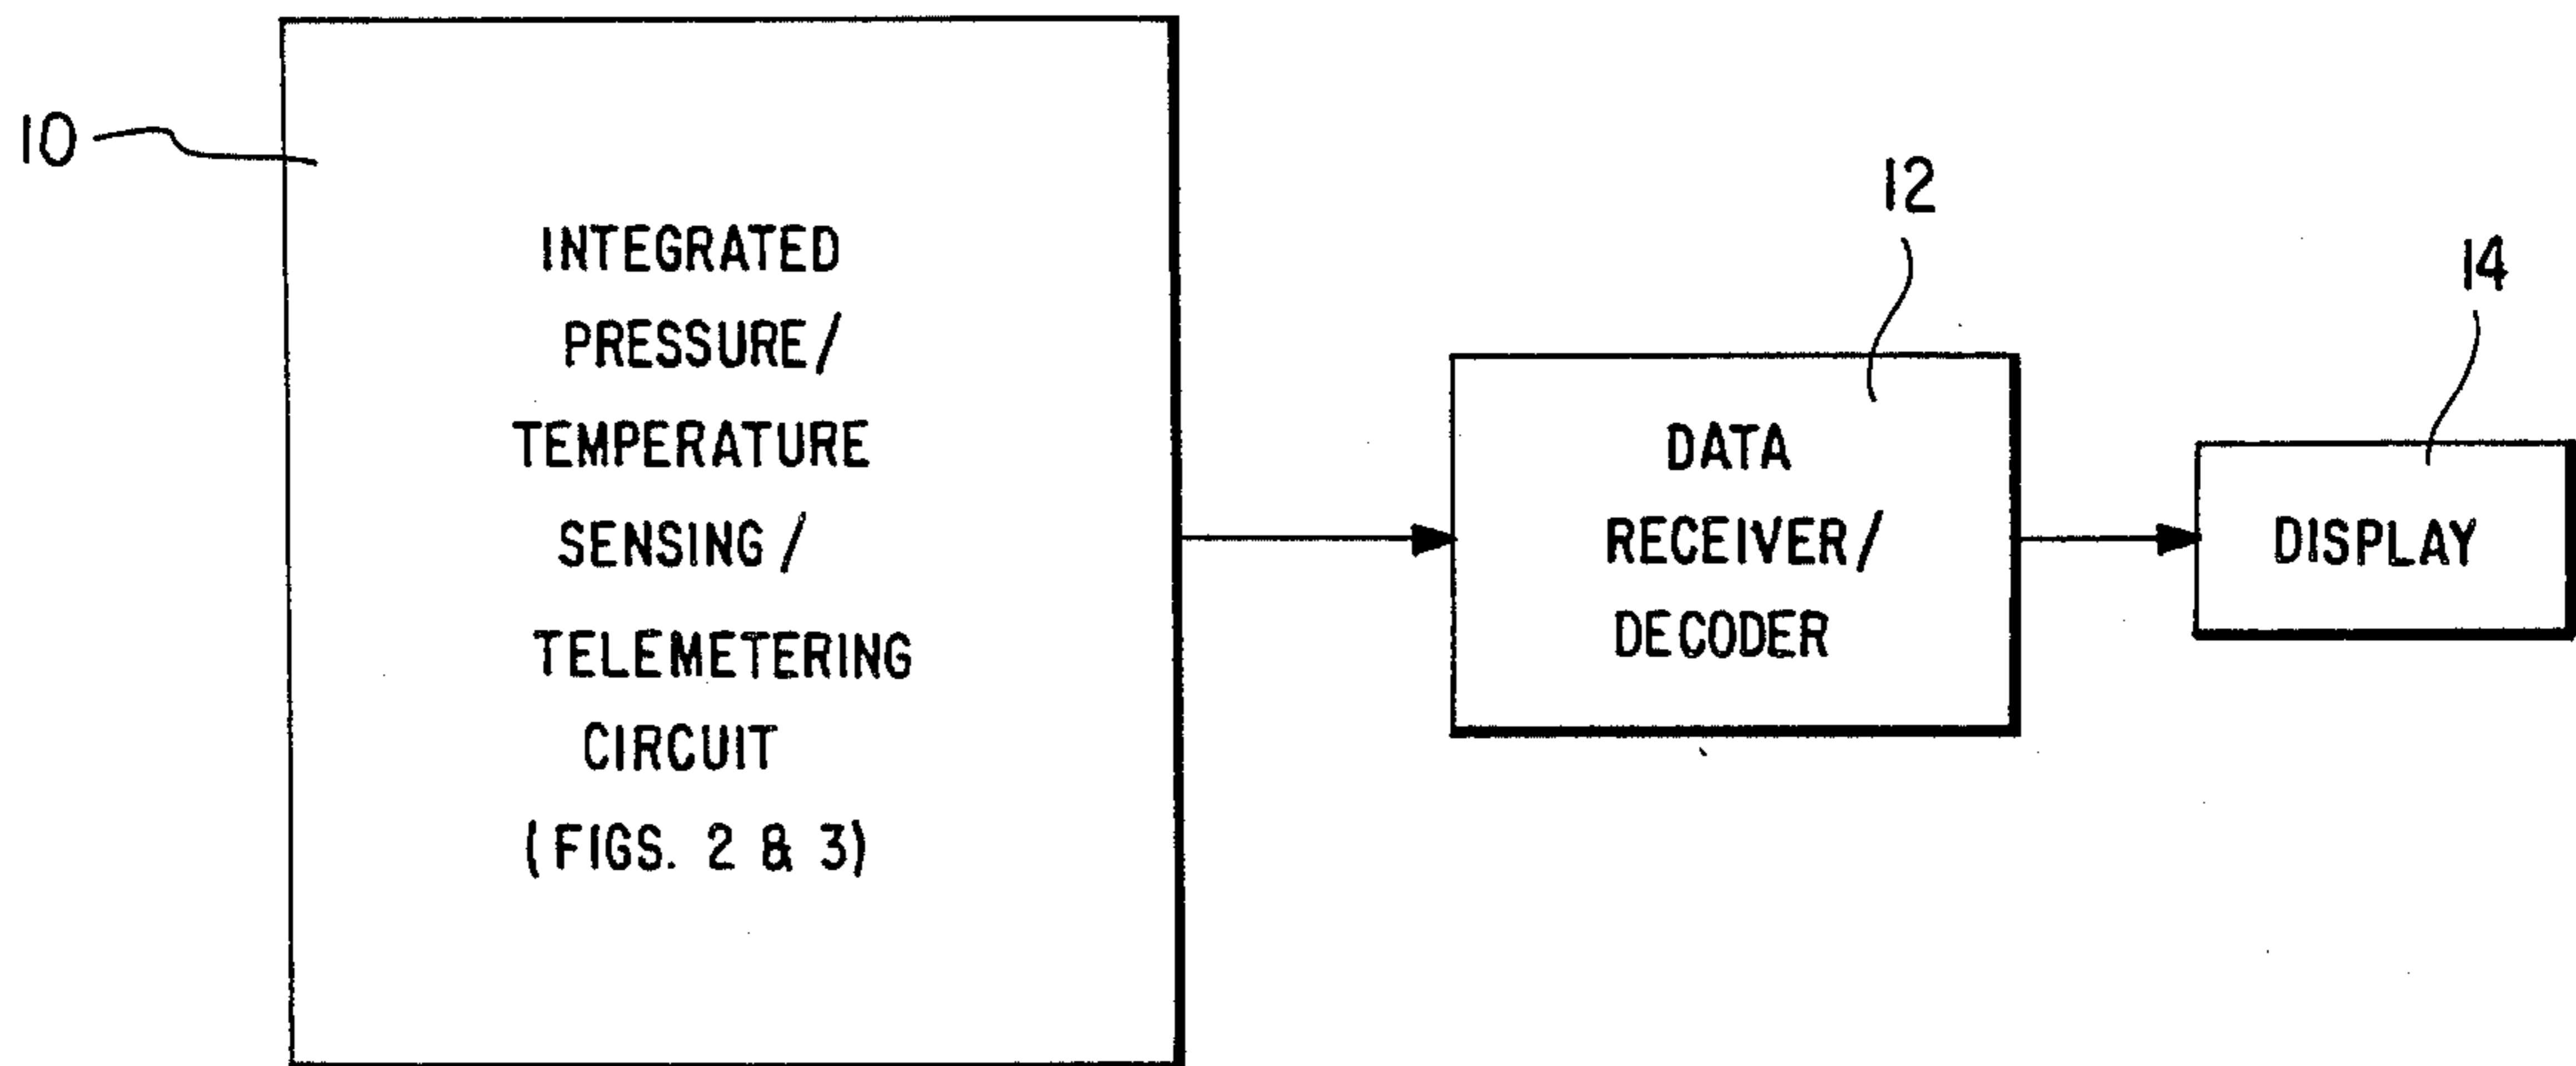 10
INTEGRATED
PRESSURE/
TEMPERATURE
SENSING/
TELEMETERING
CIRCUIT
(FIGS. 2 & 3)
12
DATA
RECEIVER/
DECODER
14
DISPLAY